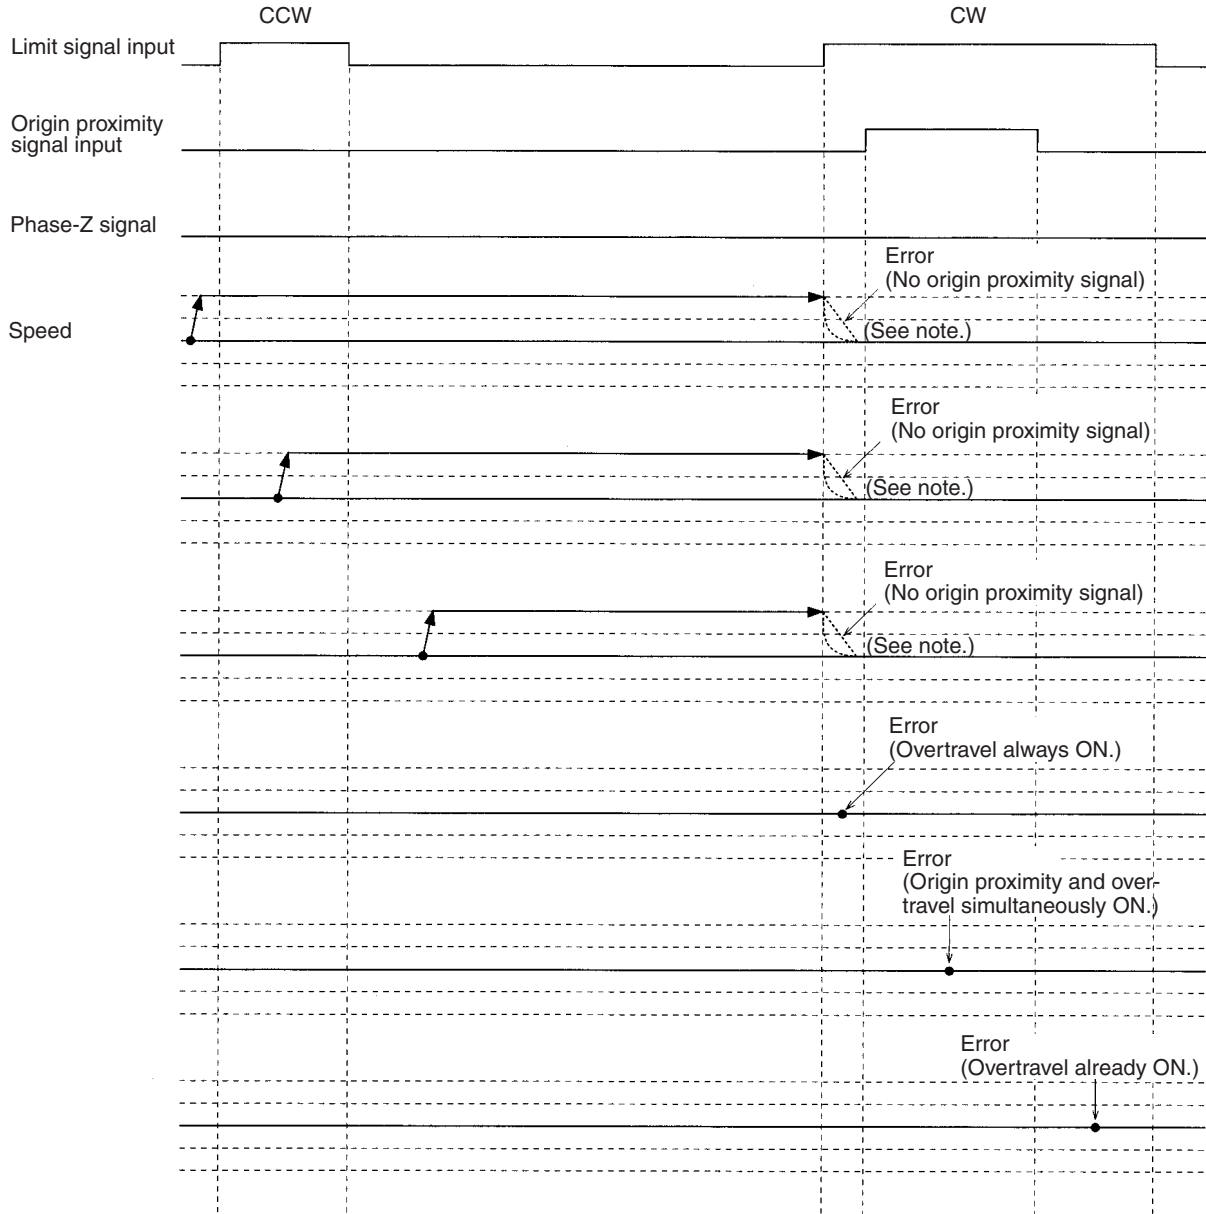 CCW
CW
Limit signal input
Origin proximity
signal input
Phase-Z signal
Error
(No origin proximity signal)
Speed
(See note.)
Error
(No origin proximity signal)
(See note.)
Error
(No origin proximity signal)
(See note.)
Error
(Overtravel always ON.)
Error
(Origin proximity and over-
travel simultaneously ON.)
Error
(Overtravel already ON.)